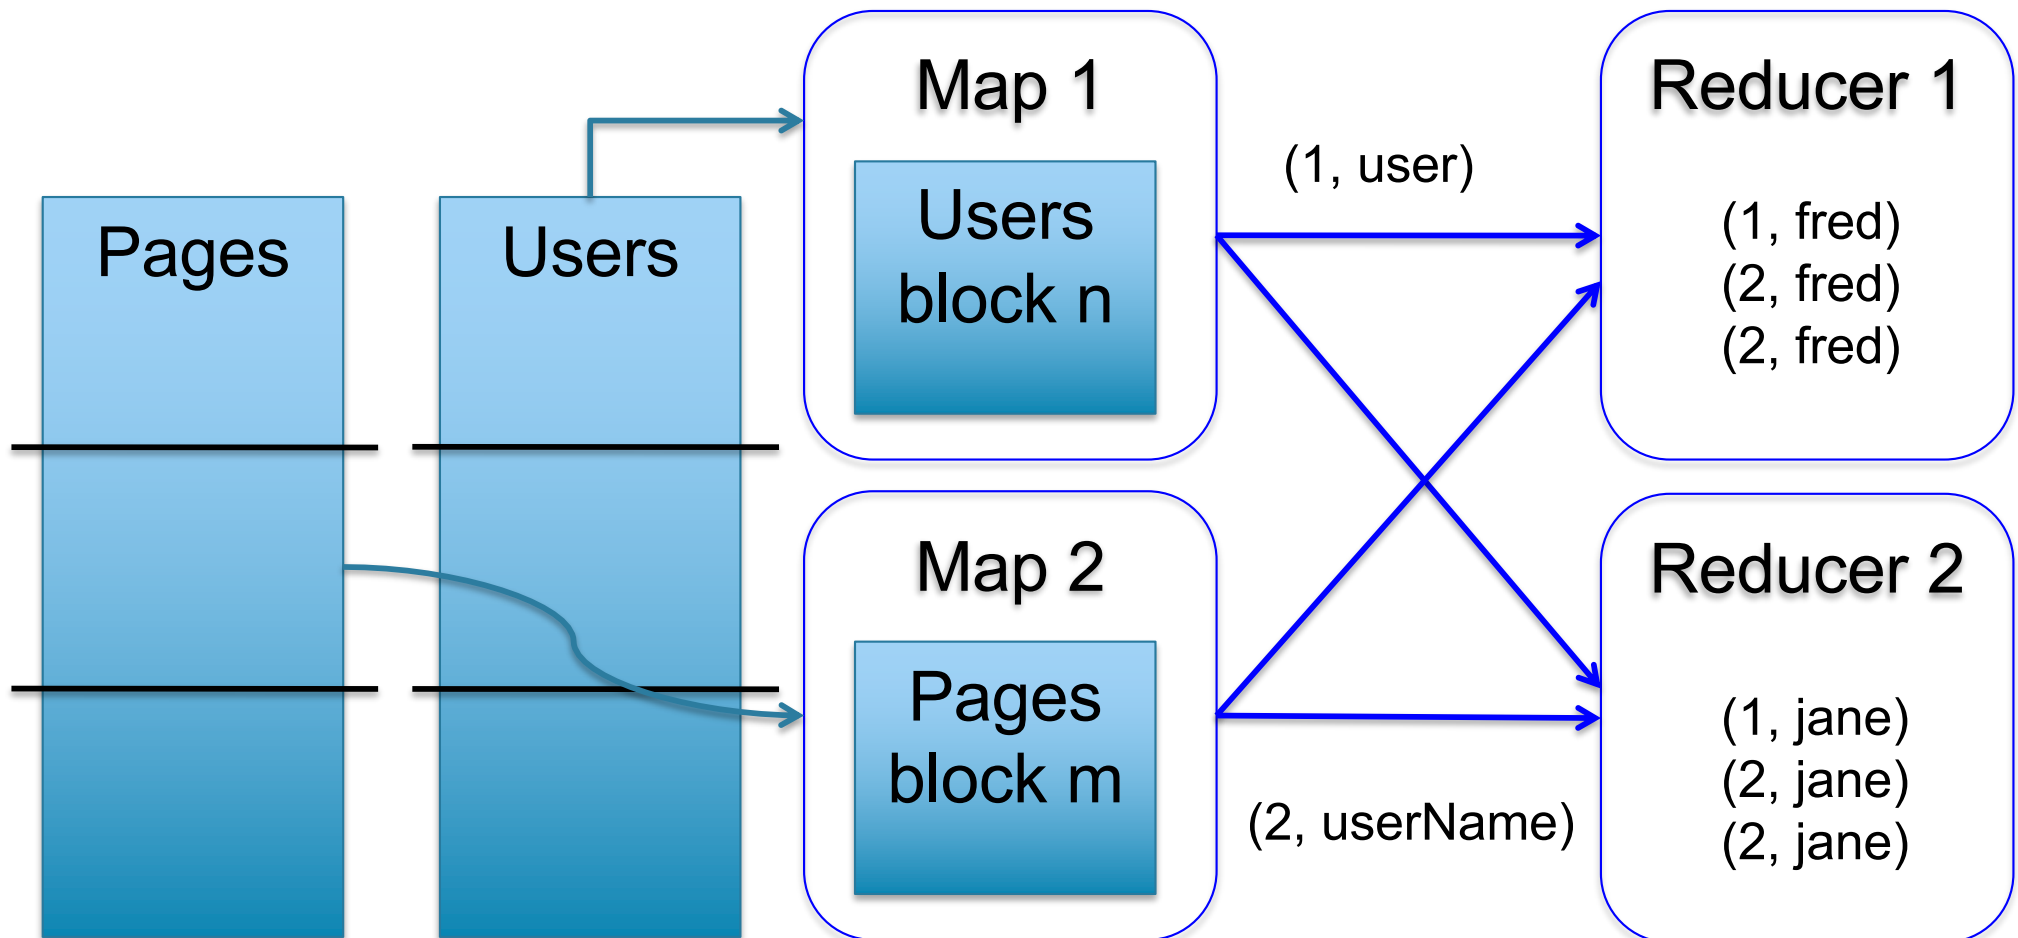 Pages
Users
Map 1
Users
block n
(1, user)
Reducer 1
(1, fred)
(2, fred)
(2, fred)
Map 2
Pages
block m
(2, userName)
Reducer 2
(1, jane)
(2, jane)
(2, jane)